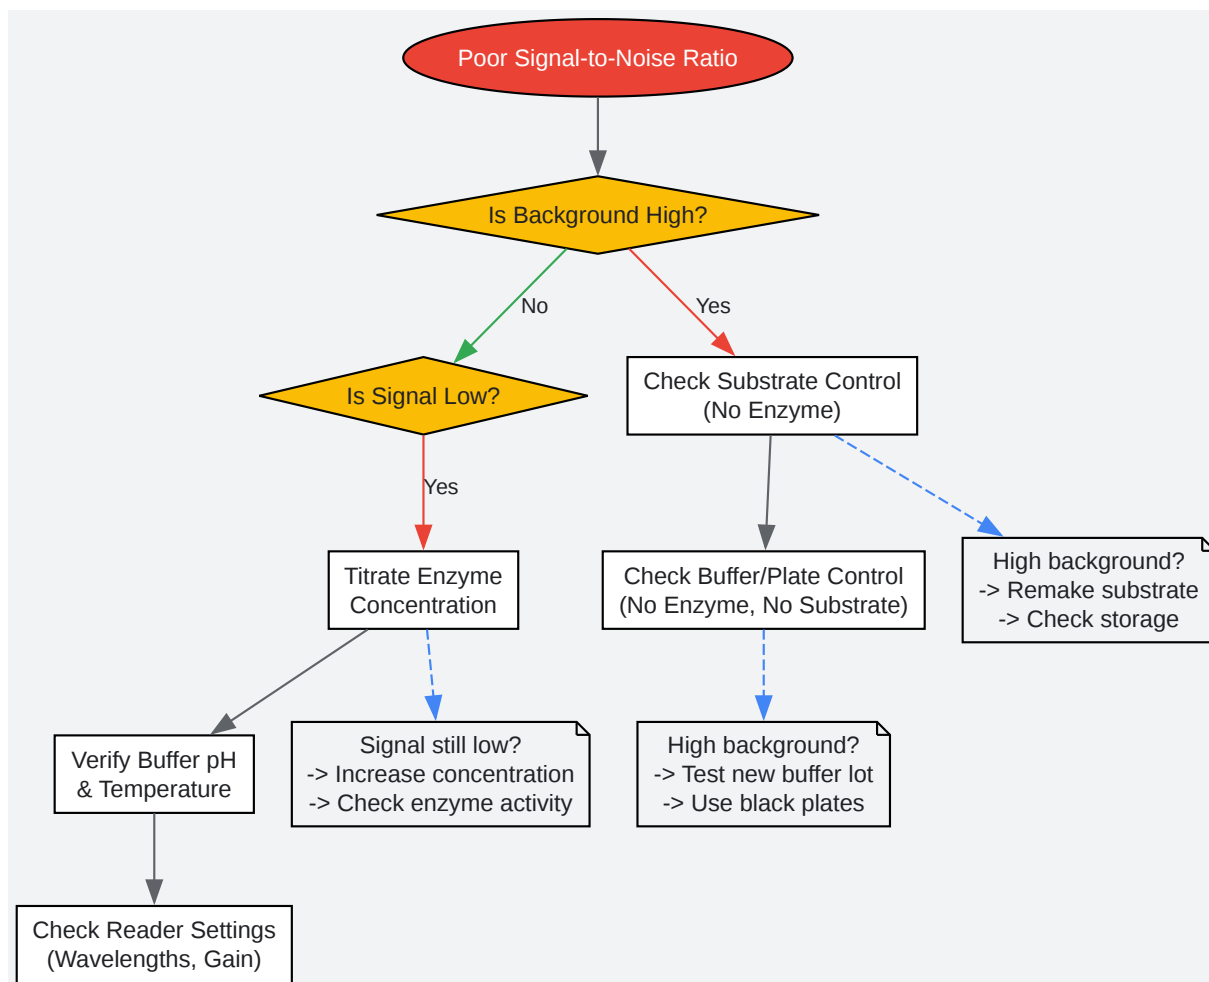 Poor Signal-to-Noise Ratio
Is Background High?
No
Yes
Is Signal Low?
Check Substrate Control
(No Enzyme)
Yes
Titrate Enzyme
Concentration
Check Buffer/Plate Control
(No Enzyme, No Substrate)
High background?
-> Remake substrate
-> Check storage
Verify Buffer pH
& Temperature
Signal still low?
-> Increase concentration
-> Check enzyme activity
High background?
-> Test new buffer lot
-> Use black plates
Check Reader Settings
(Wavelengths, Gain)